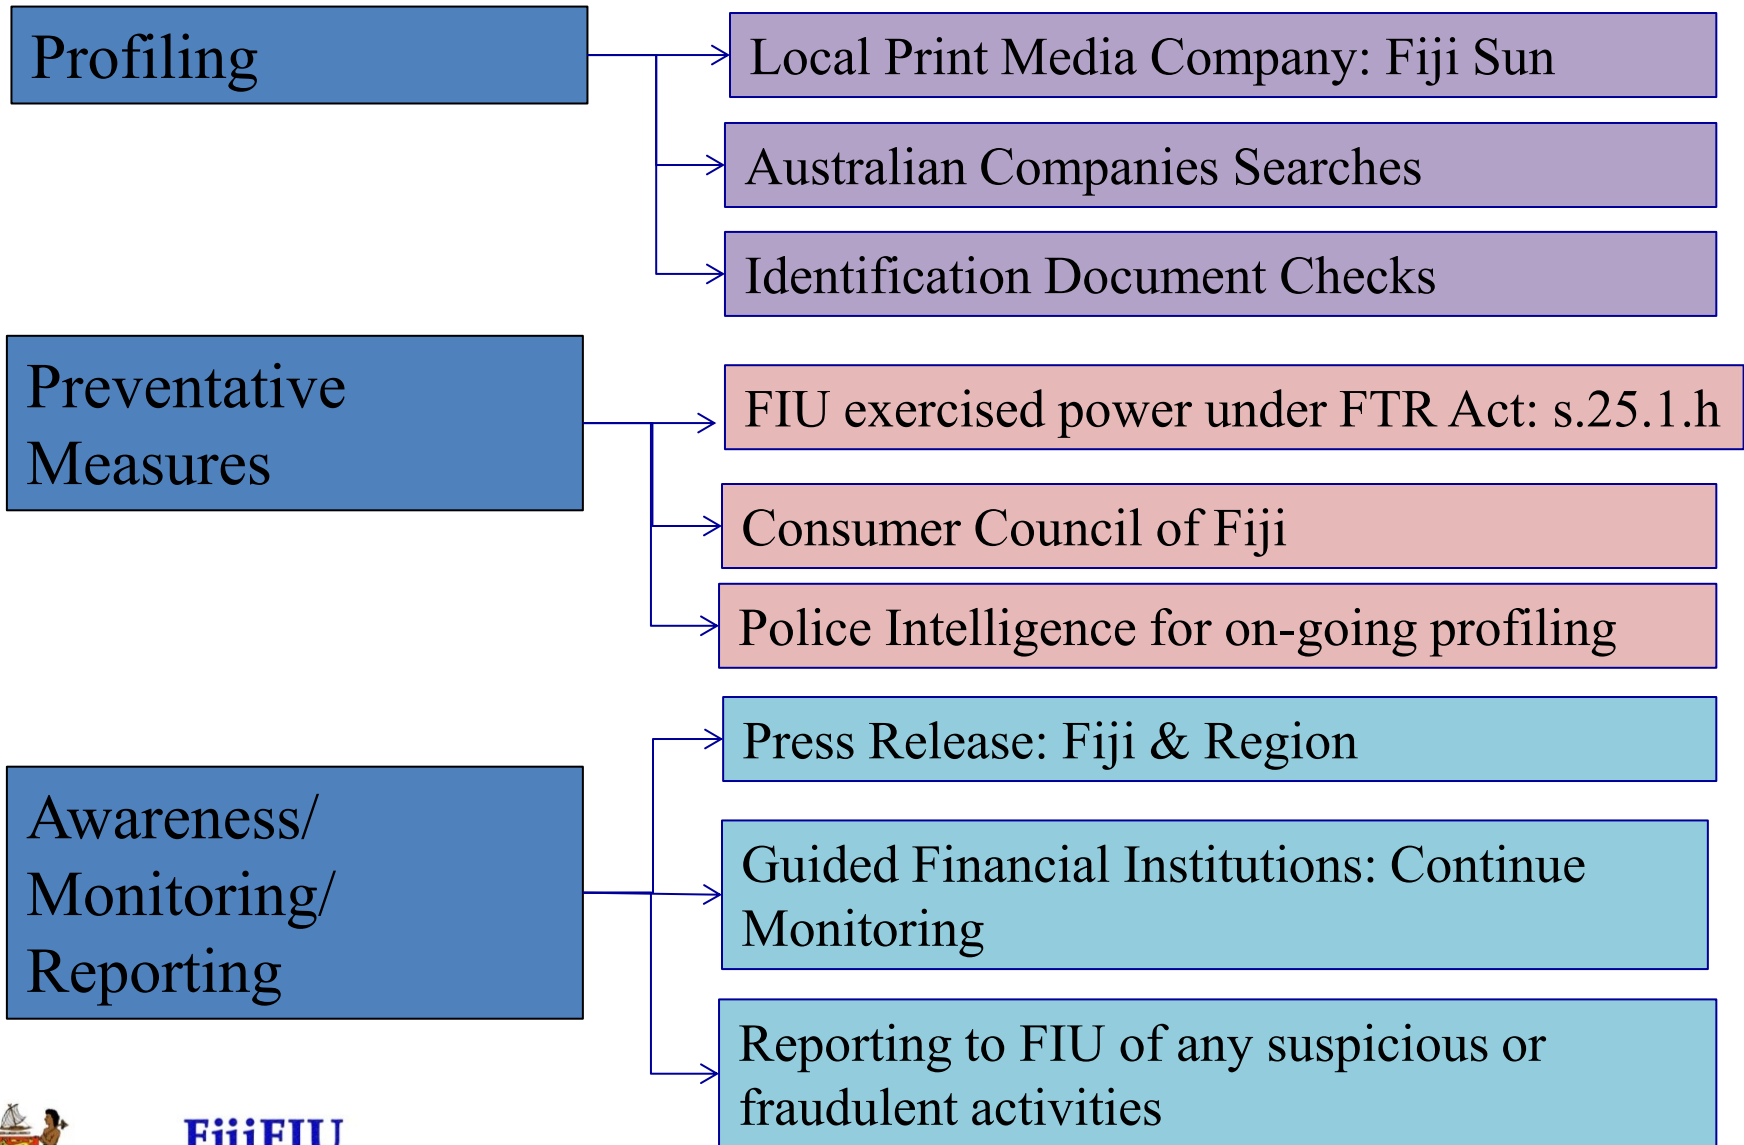 Profiling
Local Print Media Company: Fiji Sun
Australian Companies Searches
Identification Document Checks
Preventative
Measures
FIU exercised power under FTR Act: s.25.1.h
Consumer Council of Fiji
Police Intelligence for on-going profiling
Awareness/
Monitoring/
Reporting
Press Release: Fiji & Region
Guided Financial Institutions: Continue
Monitoring
Reporting to FIU of any suspicious or
fraudulent activities
FijiFIU